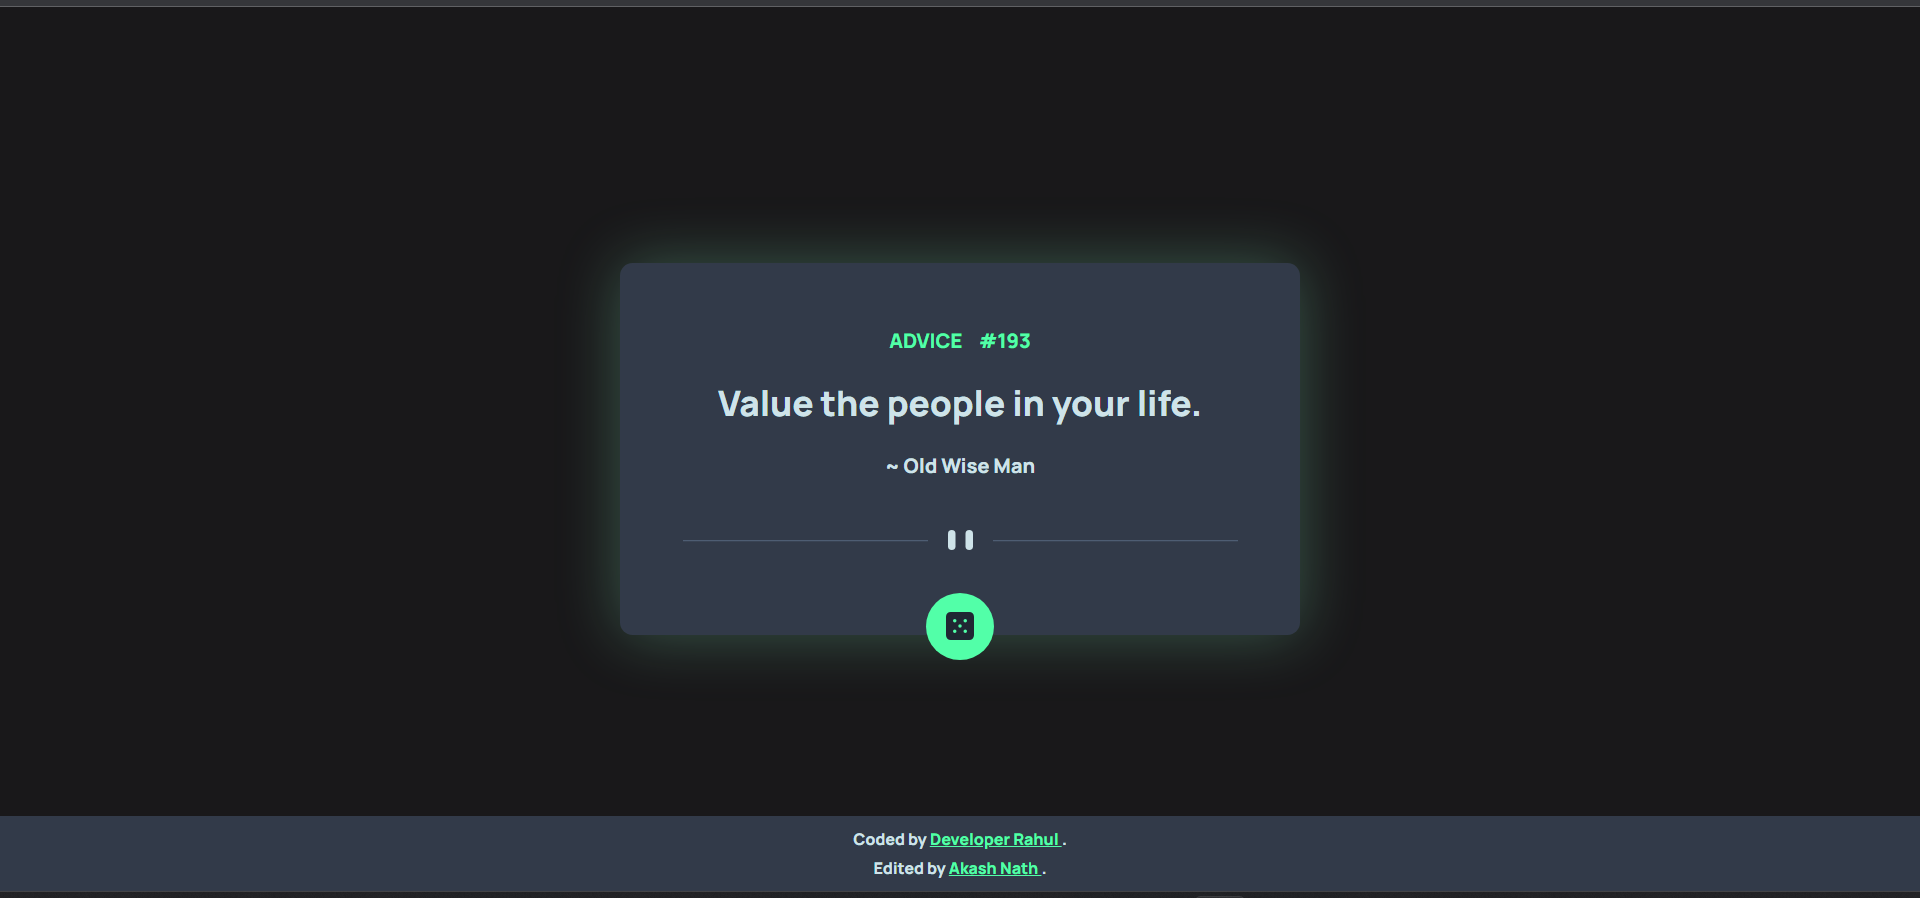 ADVICE #193
Value the people in your life.
~ Old Wise Man
Coded by Developer Rahul .
Edited by Akash Nath .